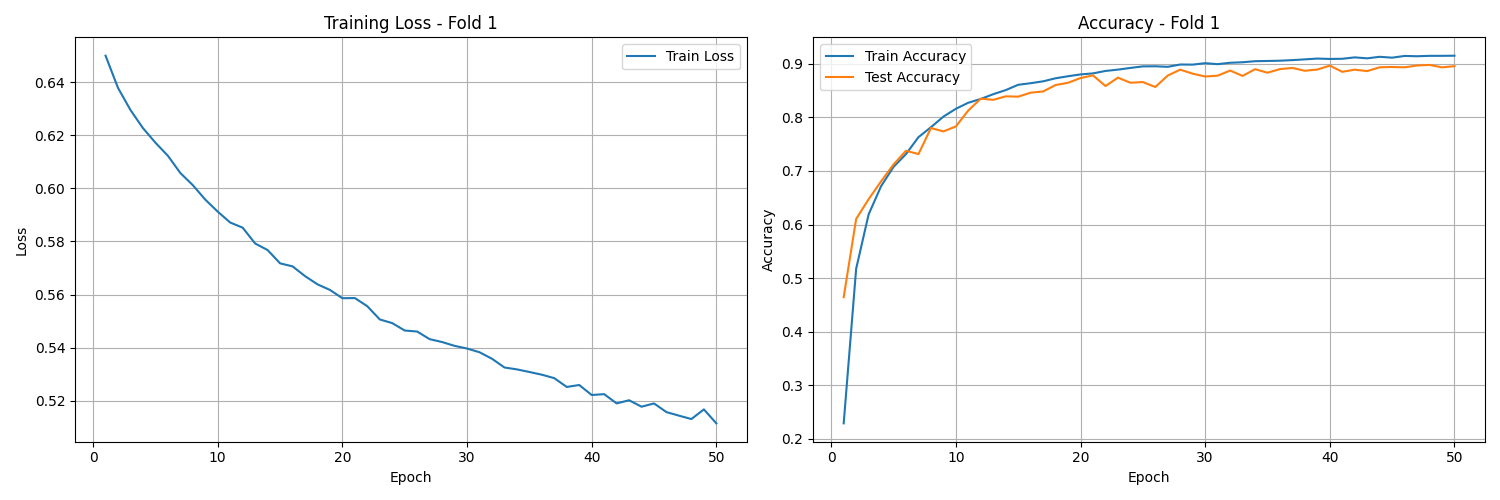 Training Loss - Fold 1
Train Loss
0.64
0.62
0.60
0.58
0.56
0.54
0.52
Loss
0 10 20 30 40 50
Epoch
Accuracy - Fold 1
Train Accuracy
Test Accuracy
0.9
0.8
0.7
0.6
0.5
0.4
0.3
0.2
Accuracy
0 10 20 30 40 50
Epoch